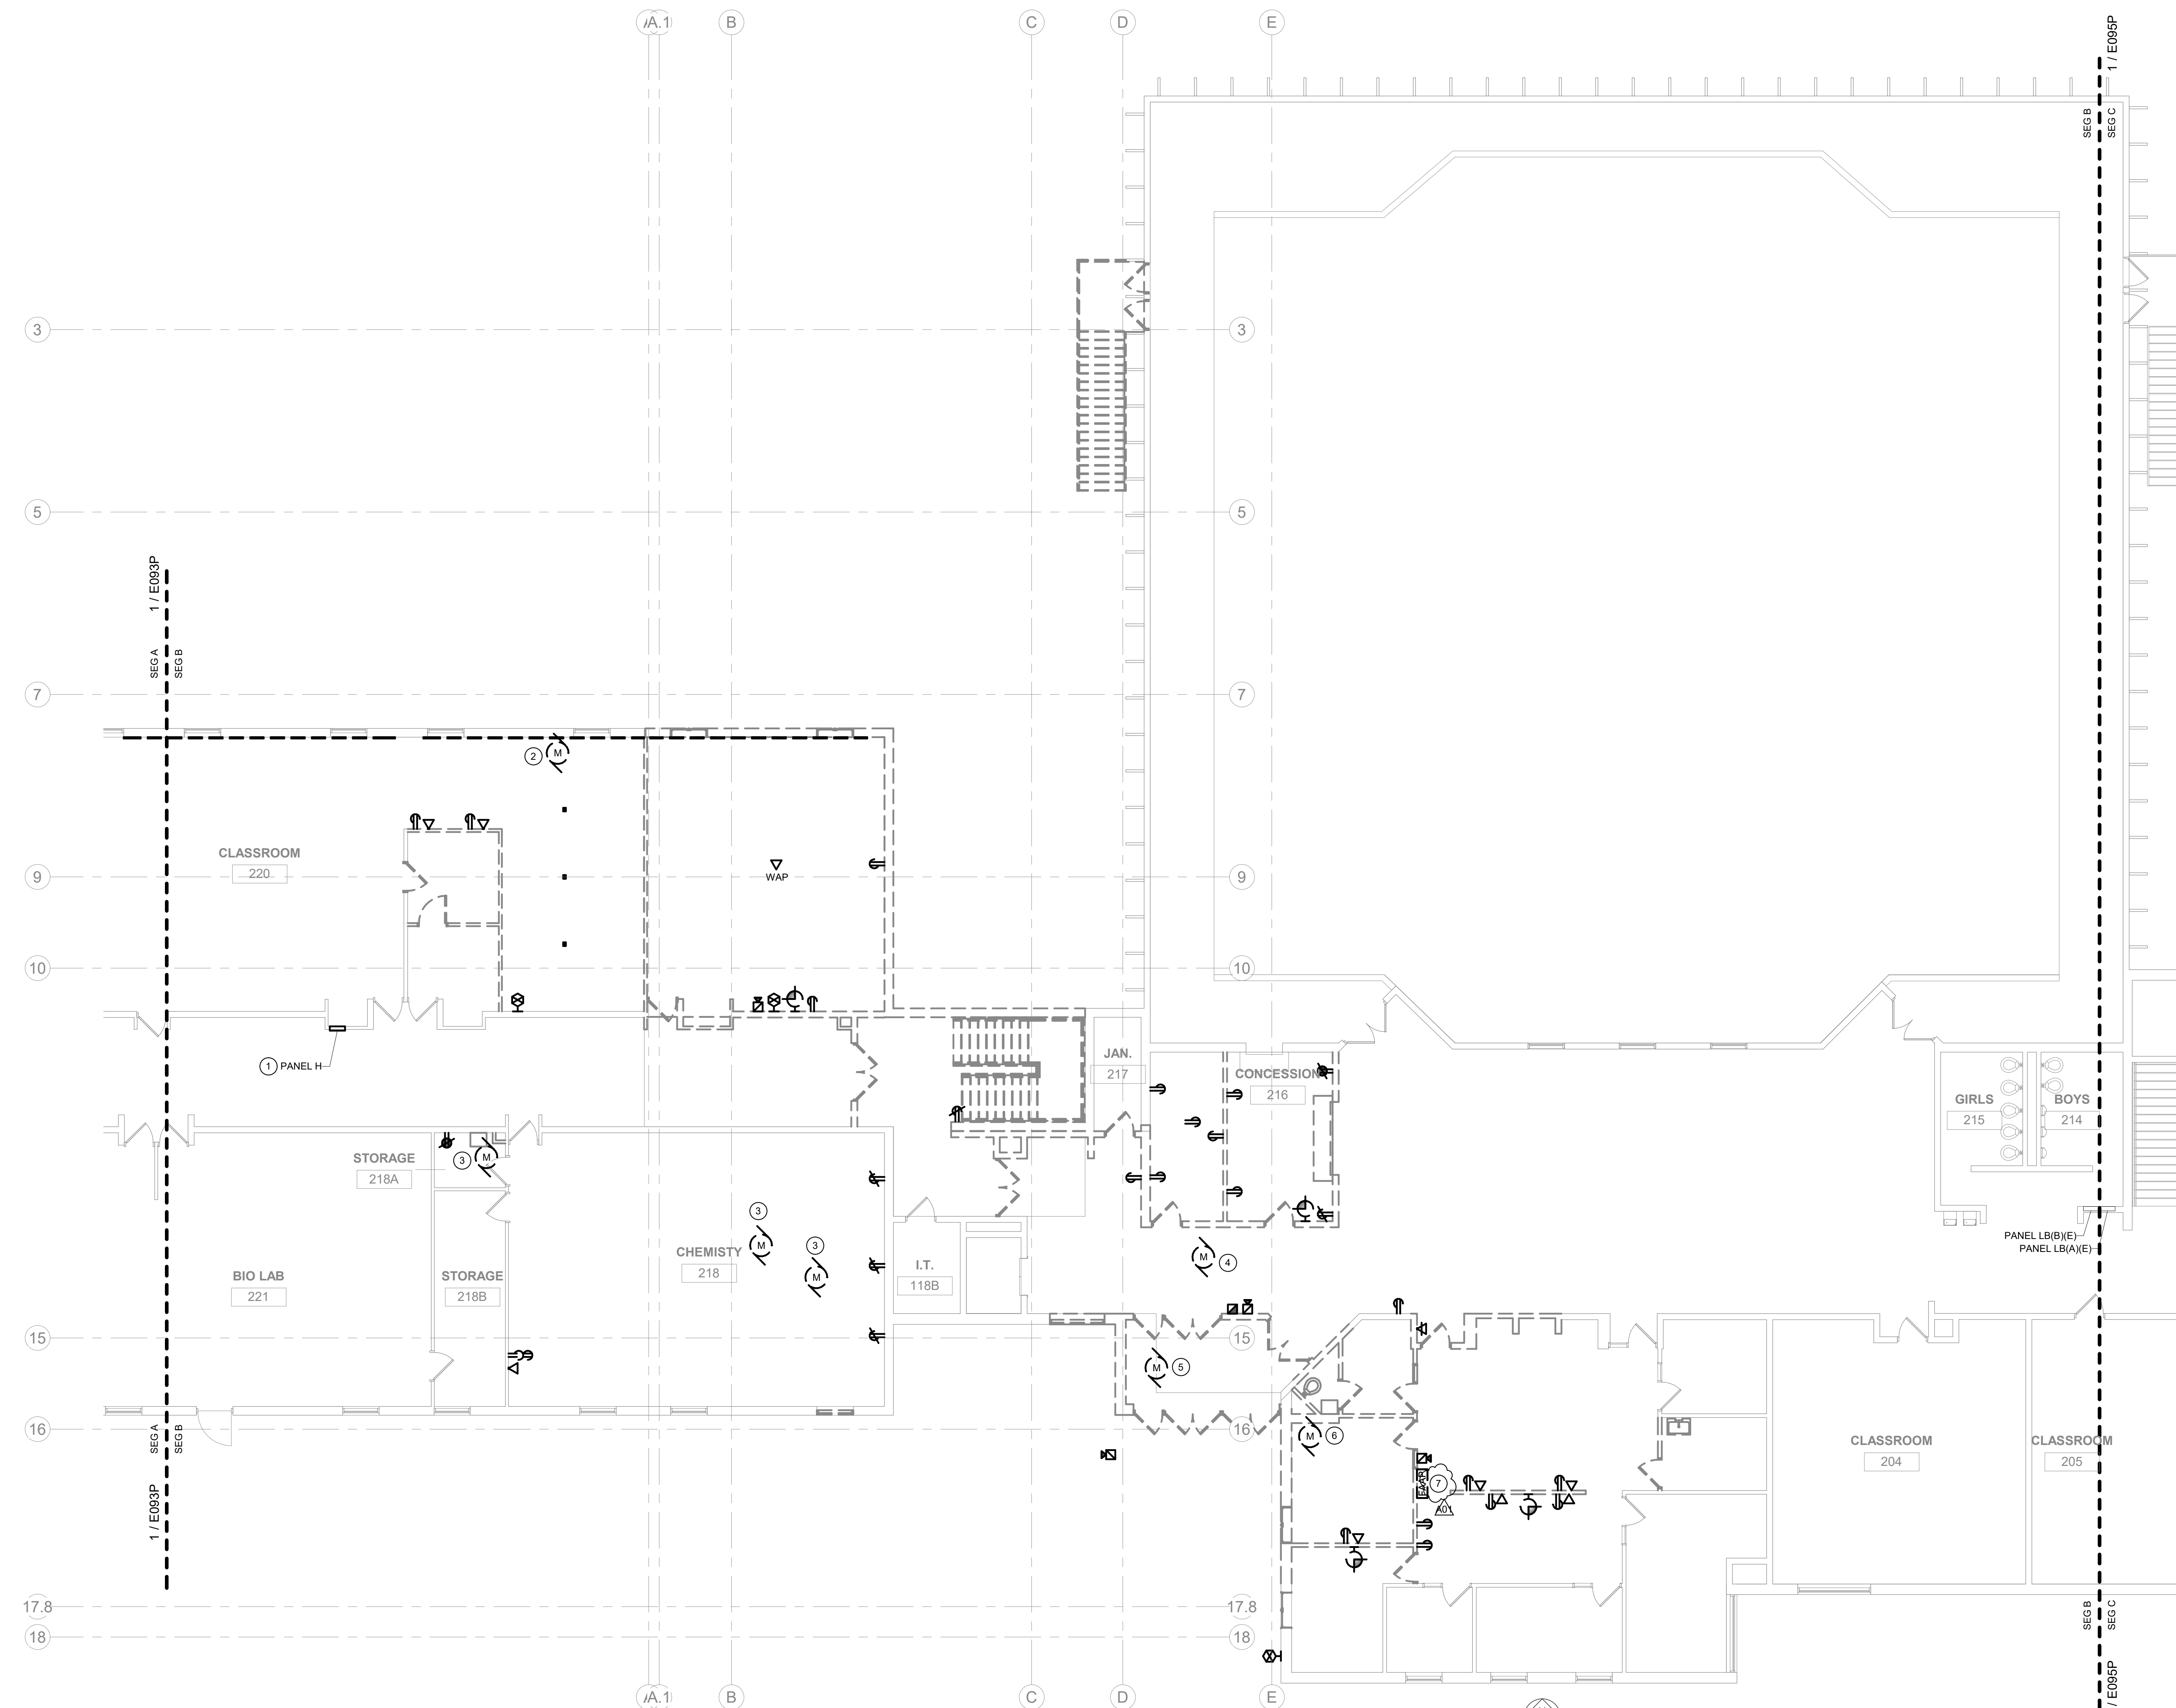 A.1
B
C
D
E
1 / E095P
SEG B
SEG C
3
3
5
5
1 / E093P
SEG A
SEG B
7
7
2
M
CLASSROOM
220
9
WAP
9
10
10
1
PANEL H
JAN.
217
CONCESSION
216
GIRLS
215
BOYS
214
STORAGE
218A
3
M
3
M
3
M
CHEMISTY
218
BIO LAB
221
STORAGE
218B
I.T.
118B
M
4
PANEL LB(B)(E)
PANEL LB(A)(E)
15
15
M
5
16
16
M
6
SEG A
SEG B
1 / E093P
7
A01
CLASSROOM
204
CLASSROOM
205
17.8
17.8
18
18
SEG B
SEG C
/ E095P
A.1
B
C
D
E